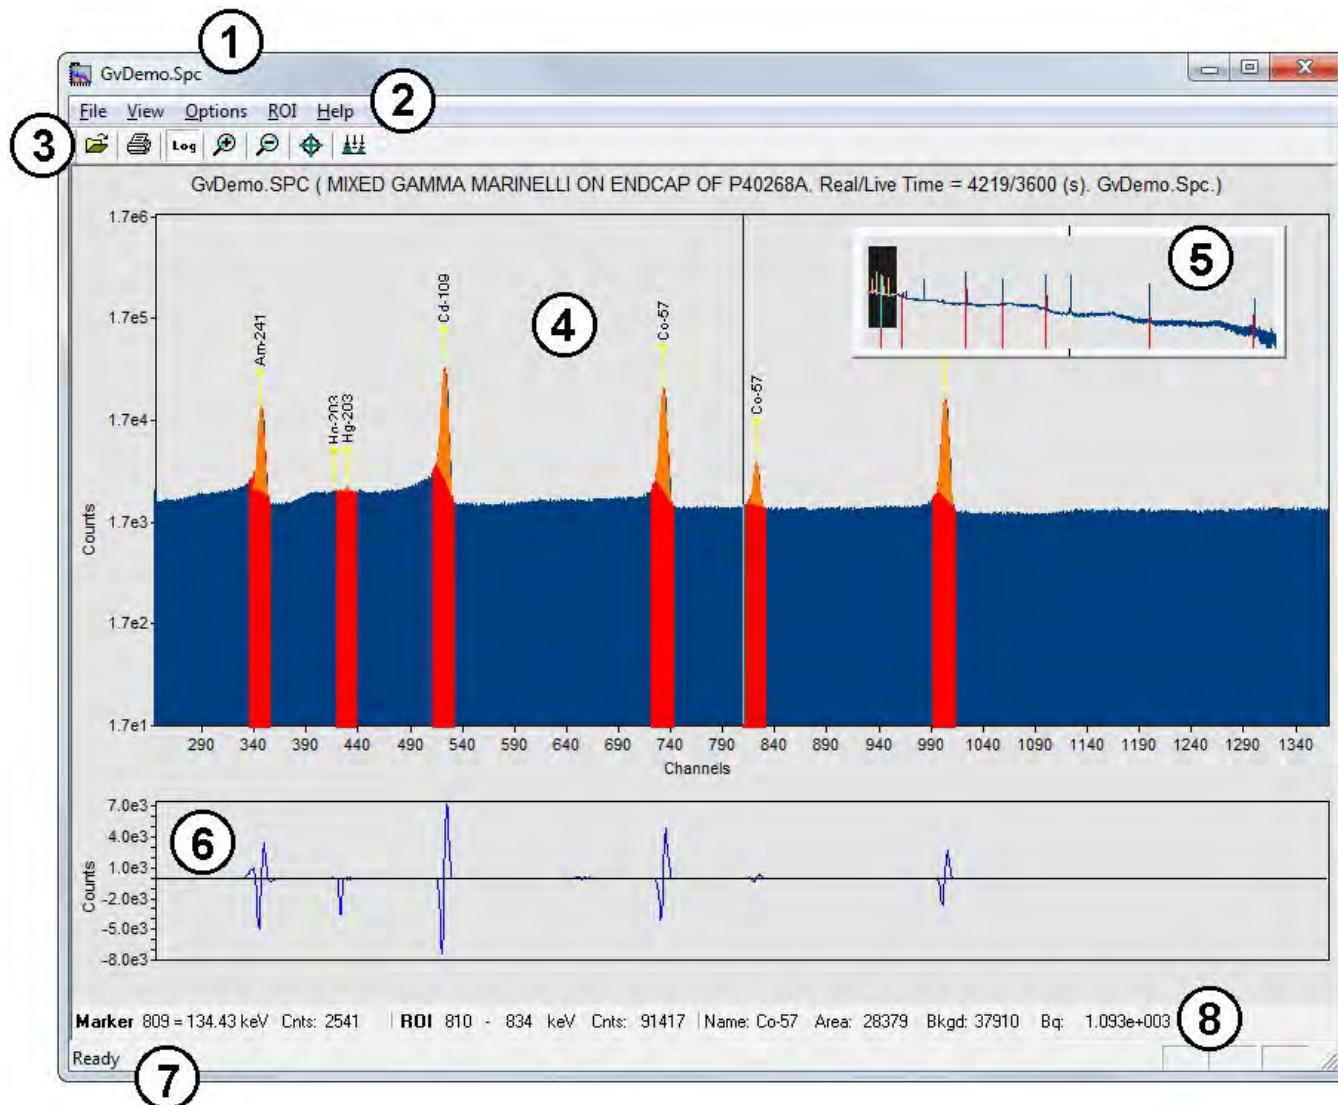 1
GvDemo.Spc
File View Options ROI Help
2
3
Log
GvDemo.SPC ( MIXED GAMMA MARINELLI ON ENDCAP OF P40268A. Real/Live Time = 4219/3600 (s). GvDemo.Spc.)
1.7e6
1.7e5
1.7e4
1.7e3
1.7e2
1.7e1
Counts
Am-241
Hg-203
Hg-203
Cd-109
4
Co-57
Co-57
5
290 340 390 440 490 540 590 640 690 740 790 840 890 940 990 1040 1090 1140 1190 1240 1290 1340
Channels
7.0e3
4.0e3
1.0e3
-2.0e3
-5.0e3
-8.0e3
Counts
6
Marker 809 = 134.43 keV Cnts: 2541 ROI 810 - 834 keV Cnts: 91417 Name: Co-57 Area: 28379 Bkgd: 37910 Bq: 1.093e+003
8
Ready
7